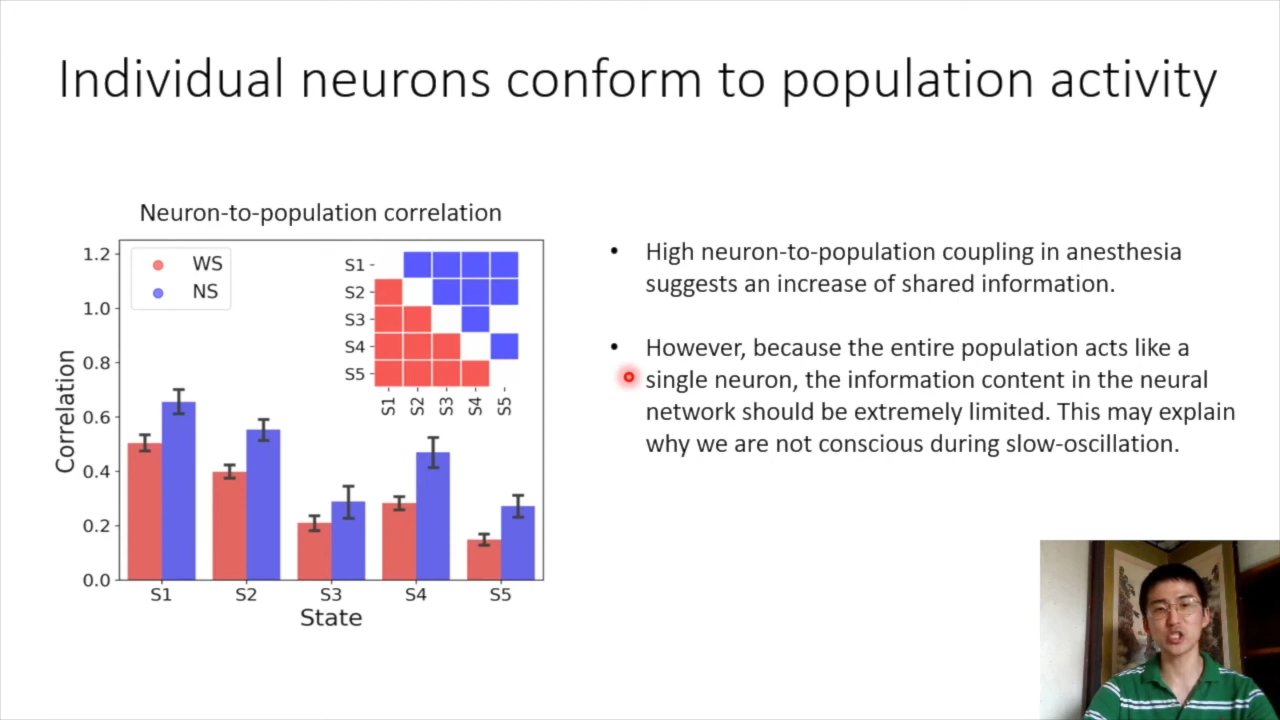 Individual neurons conform to population activity
Neuron-to-population correlation
1.2
1.0
0.8
0.6
0.4
0.2
0.0
Correlation
WS
NS
S1
S2
S3
S4
S5
S1
S2
S3
S4
S5
S1
S2
S3
S4
S5
State
• High neuron-to-population coupling in anesthesia
suggests an increase of shared information.
• However, because the entire population acts like a
single neuron, the information content in the neural
network should be extremely limited. This may explain
why we are not conscious during slow-oscillation.